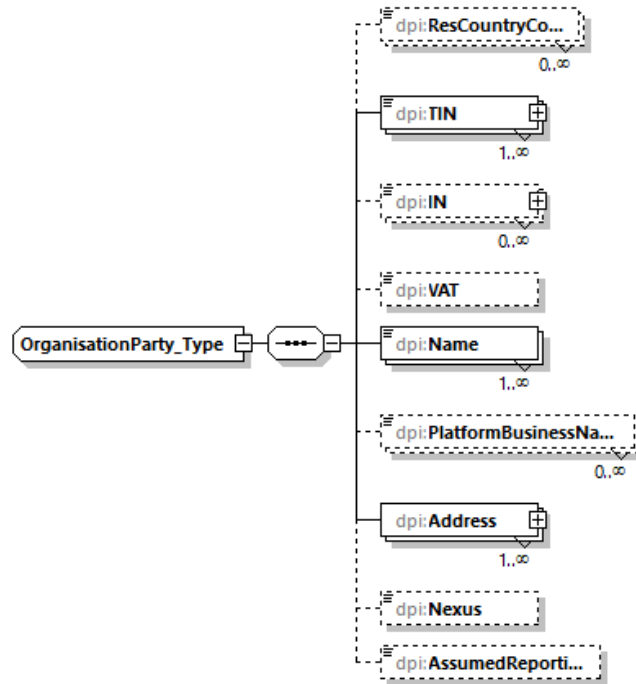 dpi:ResCountryCo...
0..∞
dpi:TIN
1..∞
dpi:IN
0..∞
dpi:VAT
OrganisationParty_Type
dpi:Name
1..∞
dpi:PlatformBusinessNa...
0..∞
dpi:Address
1..∞
dpi:Nexus
dpi:AssumedReporti...